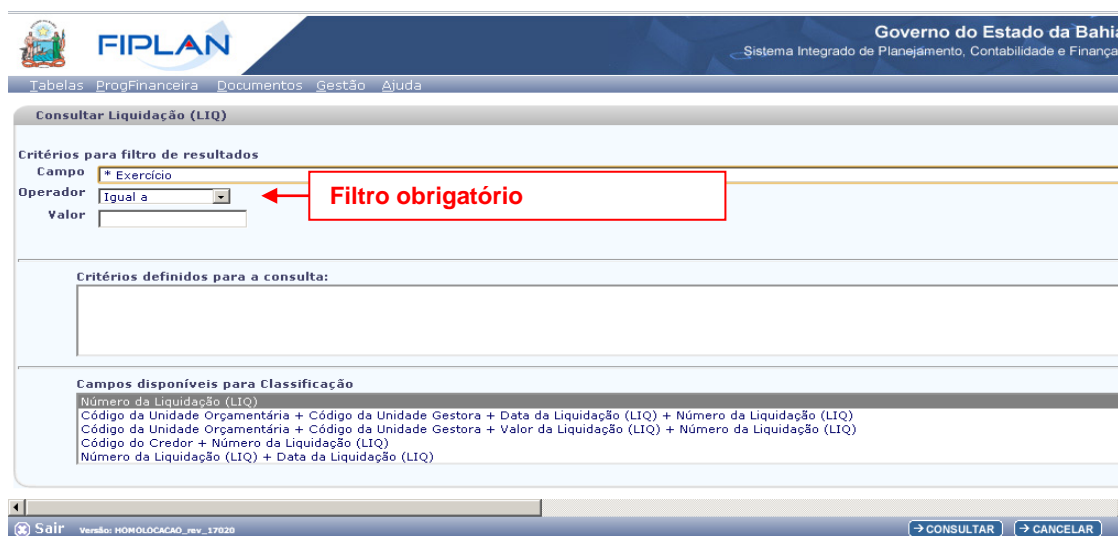 FIPLAN
Governo do Estado da Bahia
Sistema Integrado de Planejamento, Contabilidade e Finança
Tabelas ProgFinanceira Documentos Gestão Ajuda
Consultar Liquidação (LIQ)
Critérios para filtro de resultados
Campo * Exercício
Operador Igual a
Filtro obrigatório
Valor
Critérios definidos para a consulta:
Campos disponíveis para Classificação
Número da Liquidação (LIQ)
Código da Unidade Orçamentária + Código da Unidade Gestora + Data da Liquidação (LIQ) + Número da Liquidação (LIQ)
Código da Unidade Orçamentária + Código da Unidade Gestora + Valor da Liquidação (LIQ) + Número da Liquidação (LIQ)
Código do Credor + Número da Liquidação (LIQ)
Número da Liquidação (LIQ) + Data da Liquidação (LIQ)
Sair Versão: HOMOLOCACAO_rev_17020 CONSULTAR CANCELAR